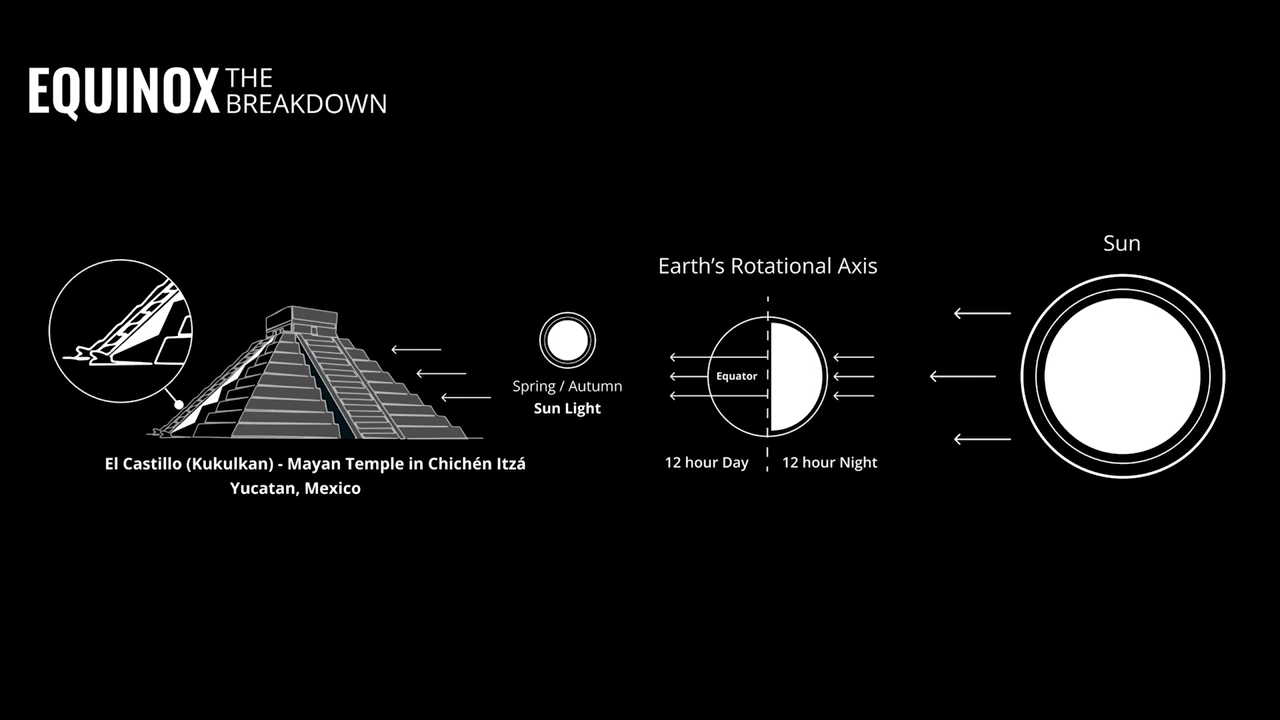 EQUINOX THE
BREAKDOWN
Sun
Earth's Rotational Axis
Equator
Spring / Autumn
Sun Light
12 hour Day
12 hour Night
El Castillo (Kukulkan) - Mayan Temple in Chichén Itzá
Yucatan, Mexico